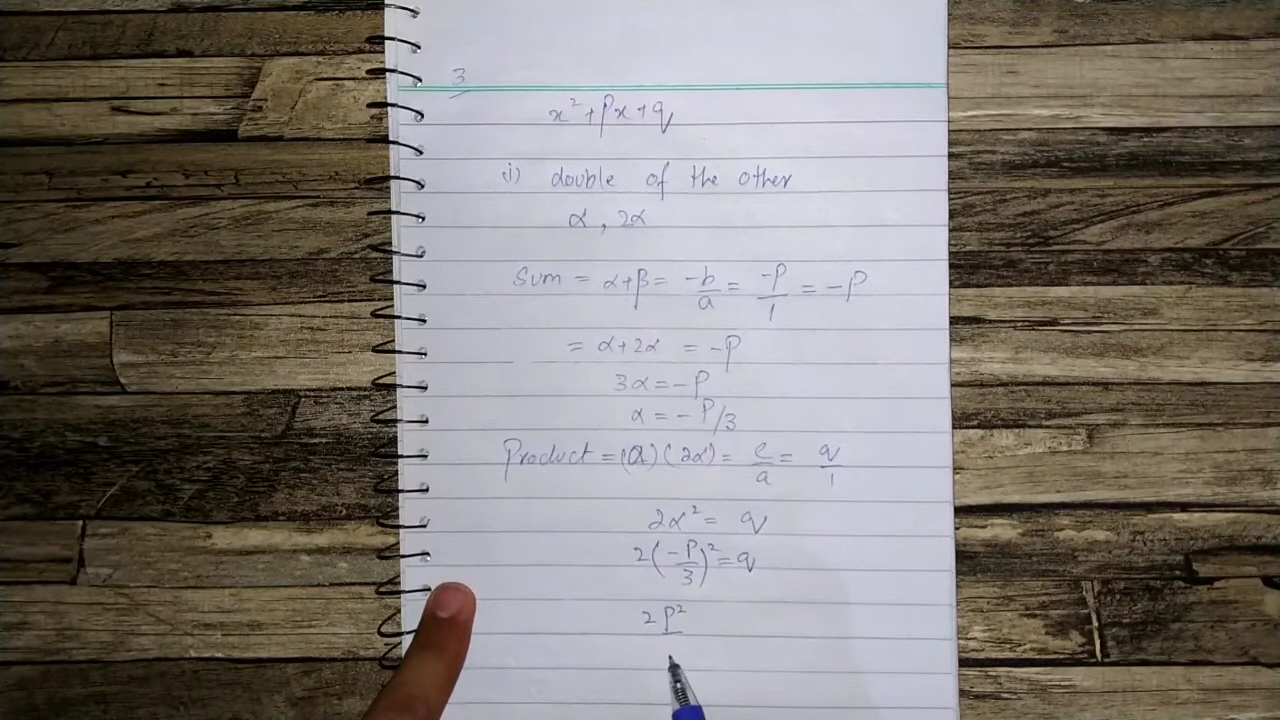 3
x² + px + q
i) double of the other
α , 2α
Sum = α+β = -b/a = -P/1 = -P
= α+2α = -P
3α = -P
α = -P/3
Product = (α)(2α) = c/a = q/1
2α² = q
2(-P/3)² = q
2P²